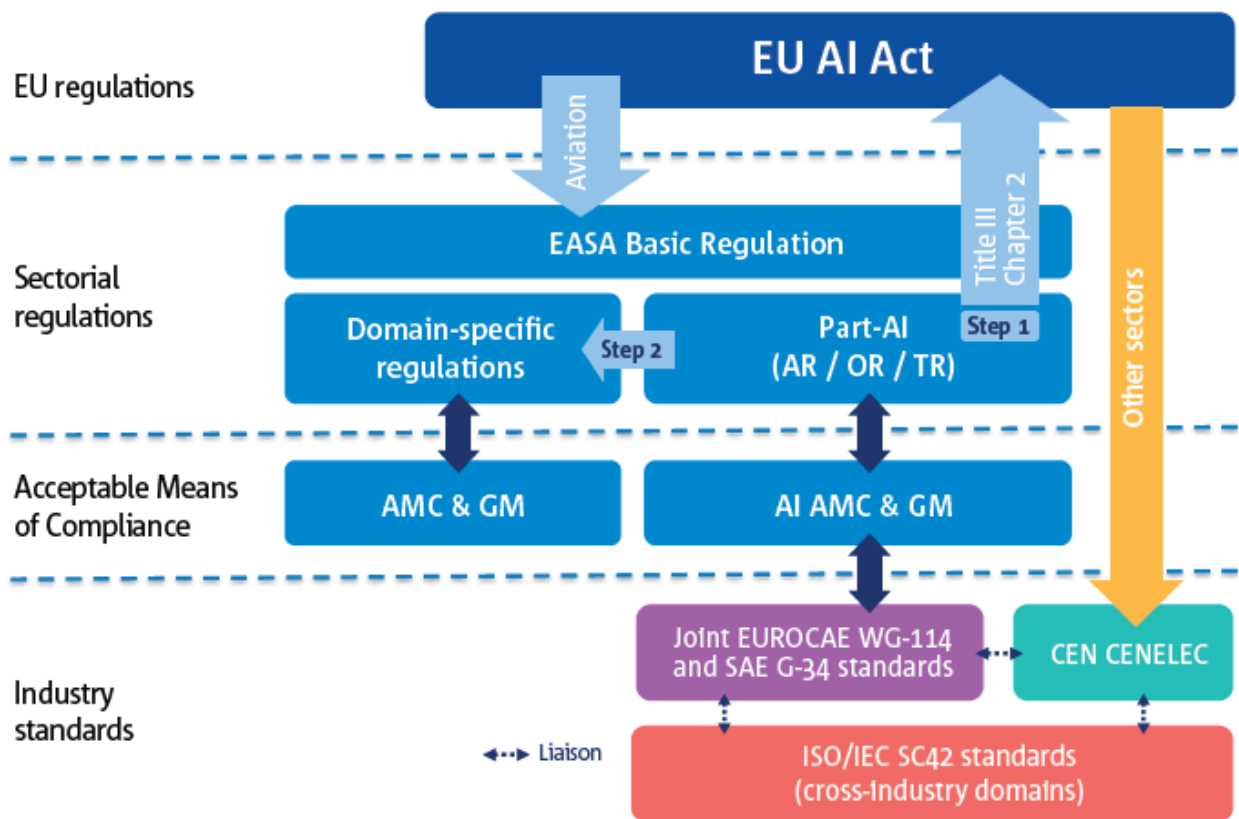 EU AI Act
EU regulations
Aviation
Title III
Chapter 2
Other sectors
EASA Basic Regulation
Sectorial
regulations
Domain-specific
regulations
Step 2
Part-AI
(AR / OR / TR)
Step 1
Acceptable Means
of Compliance
AMC & GM
AI AMC & GM
Industry
standards
Joint EUROCAE WG-114
and SAE G-34 standards
CEN CENELEC
Liaison
ISO/IEC SC42 standards
(cross-industry domains)